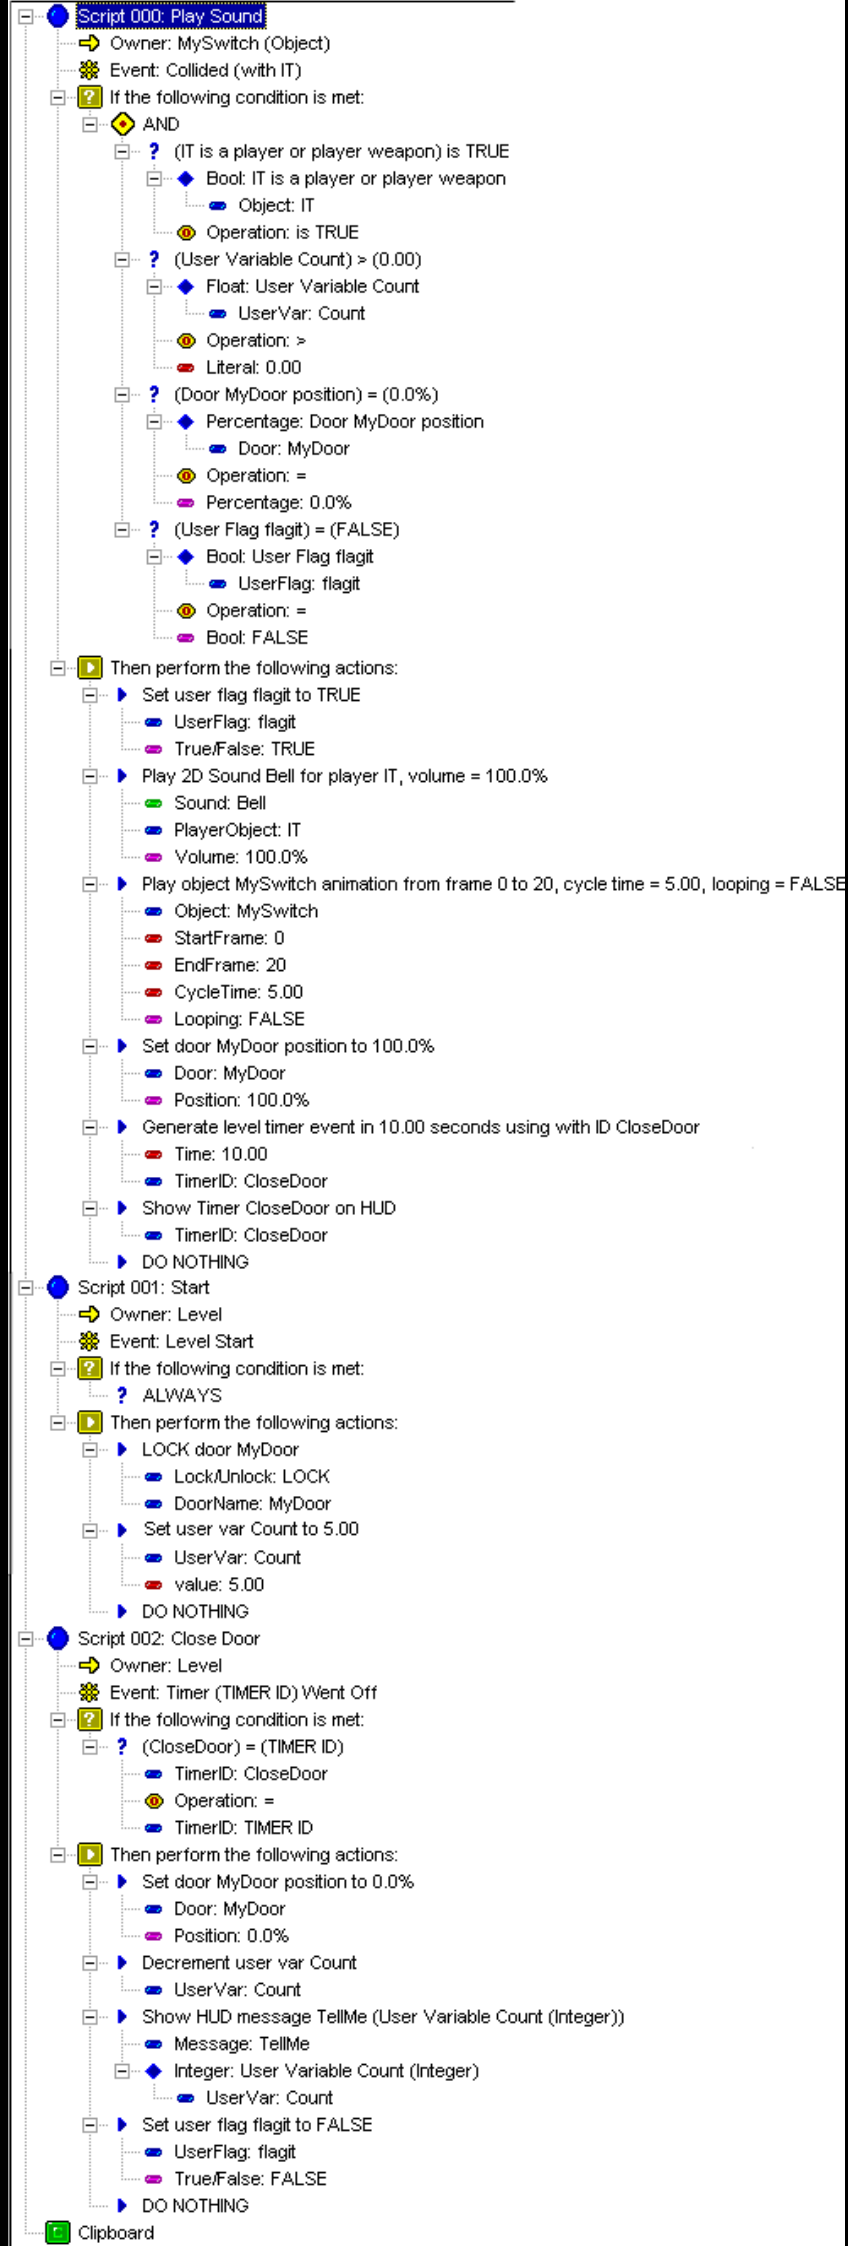 Script 000: Play Sound
Owner: MySwitch (Object)
Event: Collided (with IT)
If the following condition is met:
AND
(IT is a player or player weapon) is TRUE
Bool: IT is a player or player weapon
Object: IT
Operation: is TRUE
(User Variable Count) > (0.00)
Float: User Variable Count
UserVar: Count
Operation: >
Literal: 0.00
(Door MyDoor position) = (0.0%)
Percentage: Door MyDoor position
Door: MyDoor
Operation: =
Percentage: 0.0%
(User Flag flagit) = (FALSE)
Bool: User Flag flagit
UserFlag: flagit
Operation: =
Bool: FALSE
Then perform the following actions:
Set user flag flagit to TRUE
UserFlag: flagit
True/False: TRUE
Play 2D Sound Bell for player IT, volume = 100.0%
Sound: Bell
PlayerObject: IT
Volume: 100.0%
Play object MySwitch animation from frame 0 to 20, cycle time = 5.00, looping = FALSE
Object: MySwitch
StartFrame: 0
EndFrame: 20
CycleTime: 5.00
Looping: FALSE
Set door MyDoor position to 100.0%
Door: MyDoor
Position: 100.0%
Generate level timer event in 10.00 seconds using with ID CloseDoor
Time: 10.00
TimerID: CloseDoor
Show Timer CloseDoor on HUD
TimerID: CloseDoor
DO NOTHING
Script 001: Start
Owner: Level
Event: Level Start
If the following condition is met:
ALWAYS
Then perform the following actions:
LOCK door MyDoor
Lock/Unlock: LOCK
DoorName: MyDoor
Set user var Count to 5.00
UserVar: Count
value: 5.00
DO NOTHING
Script 002: Close Door
Owner: Level
Event: Timer (TIMER ID) Went Off
If the following condition is met:
(CloseDoor) = (TIMER ID)
TimerID: CloseDoor
Operation: =
TimerID: TIMER ID
Then perform the following actions:
Set door MyDoor position to 0.0%
Door: MyDoor
Position: 0.0%
Decrement user var Count
UserVar: Count
Show HUD message TellMe (User Variable Count (Integer))
Message: TellMe
Integer: User Variable Count (Integer)
UserVar: Count
Set user flag flagit to FALSE
UserFlag: flagit
True/False: FALSE
DO NOTHING
Clipboard